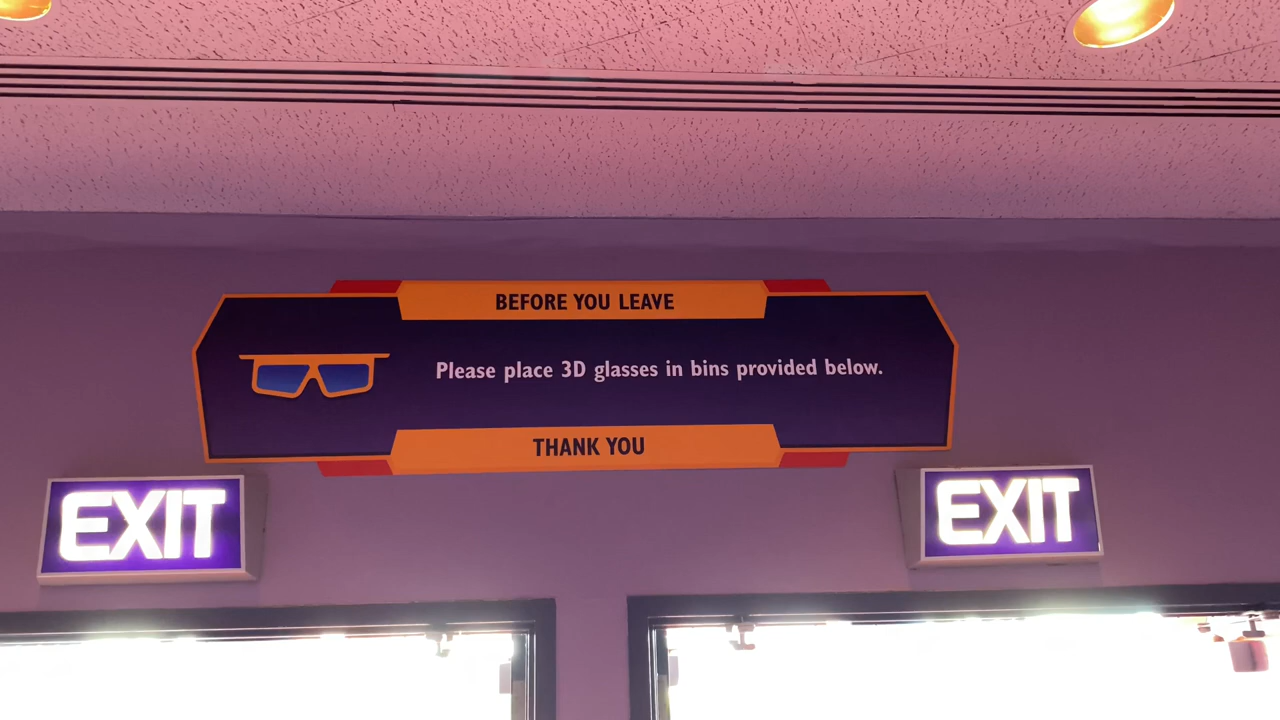 BEFORE YOU LEAVE
Please place 3D glasses in bins provided below.
THANK YOU
EXIT
EXIT